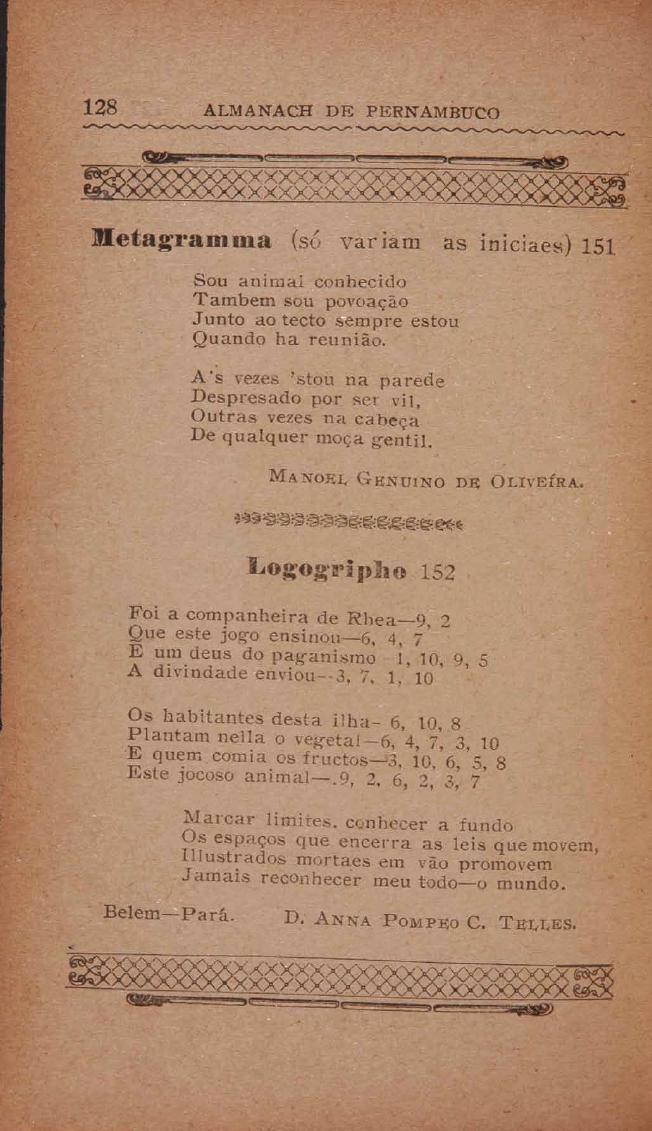 128 ALMANACH DE PERNAMBUCO
Metagramma (só variam as iniciaes) 151
Sou animal conhecido
Tambem sou povoação
Junto ao tecto sempre estou
Quando ha reunião.
A's vezes 'stou na parede
Despresado por ser vil,
Outras vezes na cabeça
De qualquer moça gentil.
MANOEL GENUINO DE OLIVEÍRA.
Logogripho 152
Foi a companheira de Rhea—9, 2
Que este jogo ensinou—6, 4, 7
E um deus do paganismo—1, 10, 9, 5
A divindade enviou--3, 7, 1, 10
Os habitantes desta ilha- 6, 10, 8
Plantam nella o vegetal—6, 4, 7, 3, 10
E quem comia os fructos—3, 10, 6, 5, 8
Este jocoso animal—.9, 2, 6, 2, 3, 7
Marcar limites. conhecer a fundo
Os espaços que encerra as leis que movem,
Illustrados mortaes em vão promovem
Jamais reconhecer meu todo—o mundo.
Belem—Pará. D. ANNA POMPEO C. TELLES.